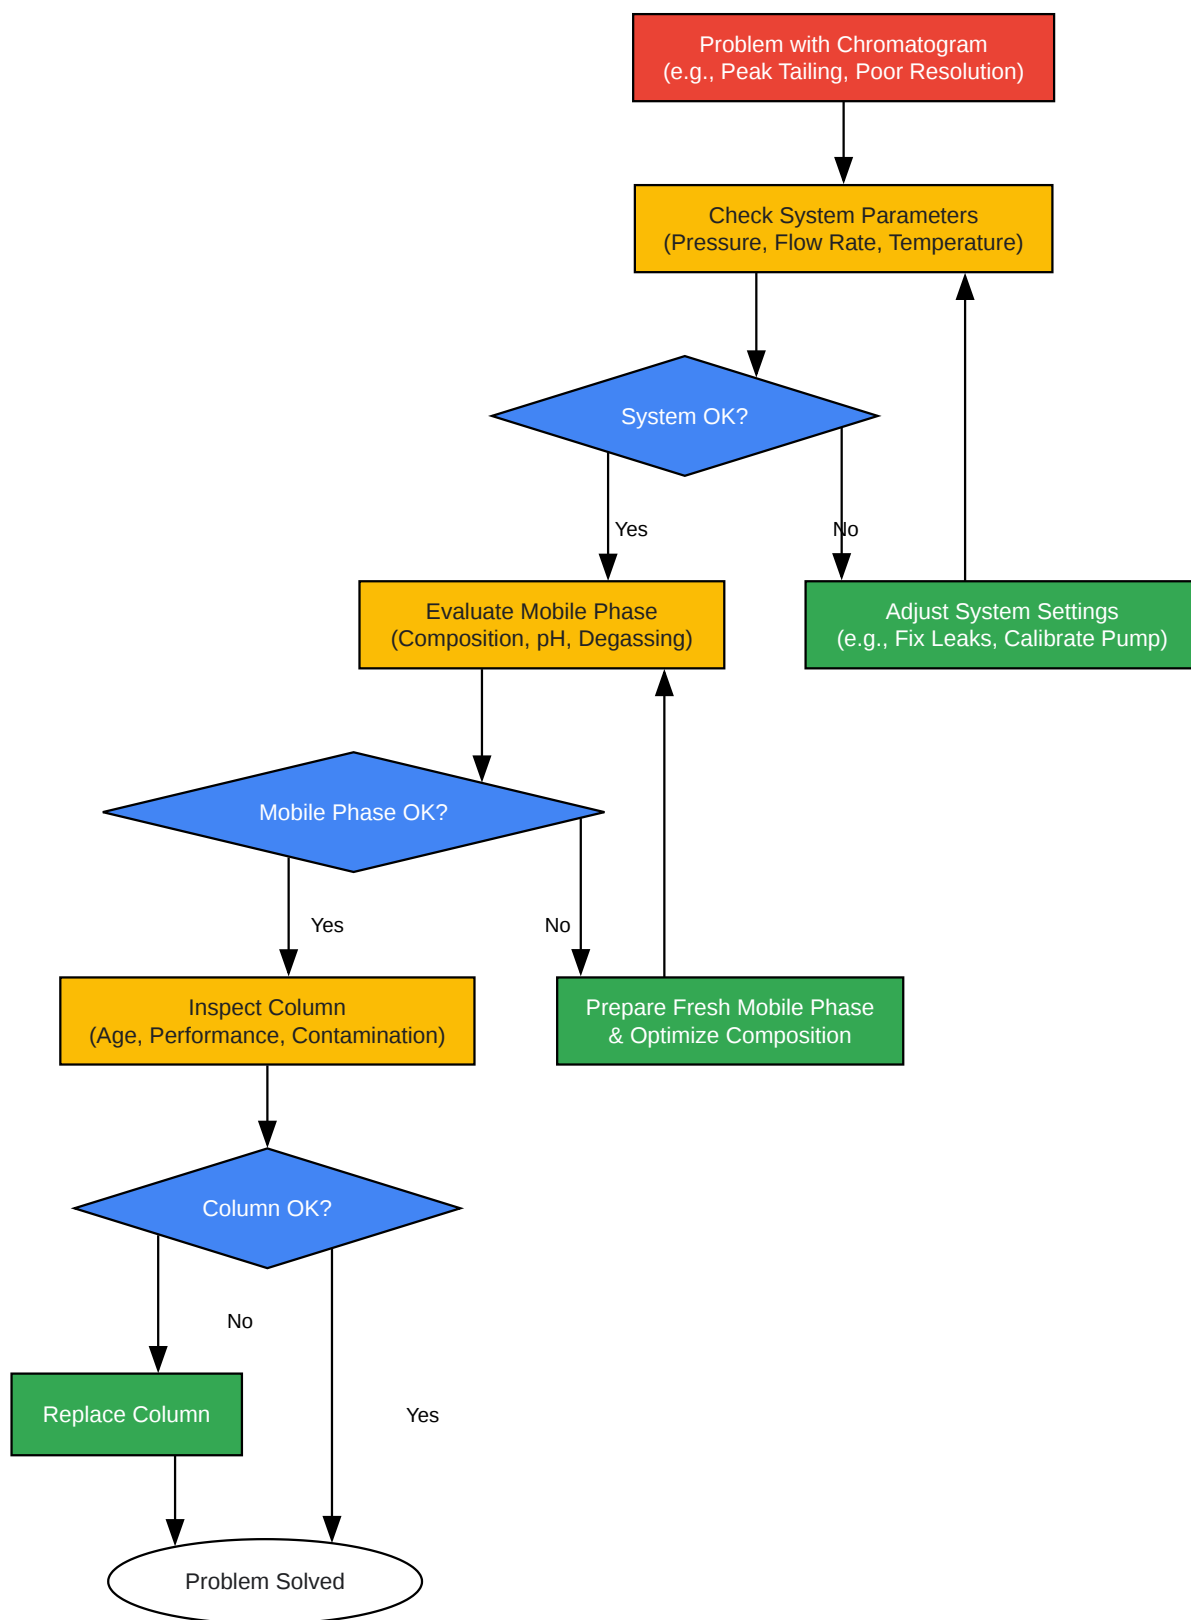 Problem with Chromatogram
(e.g., Peak Tailing, Poor Resolution)
Check System Parameters
(Pressure, Flow Rate, Temperature)
System OK?
Yes
No
Evaluate Mobile Phase
(Composition, pH, Degassing)
Adjust System Settings
(e.g., Fix Leaks, Calibrate Pump)
Mobile Phase OK?
Yes
No
Inspect Column
(Age, Performance, Contamination)
Prepare Fresh Mobile Phase
& Optimize Composition
Column OK?
No
Replace Column
Yes
Problem Solved